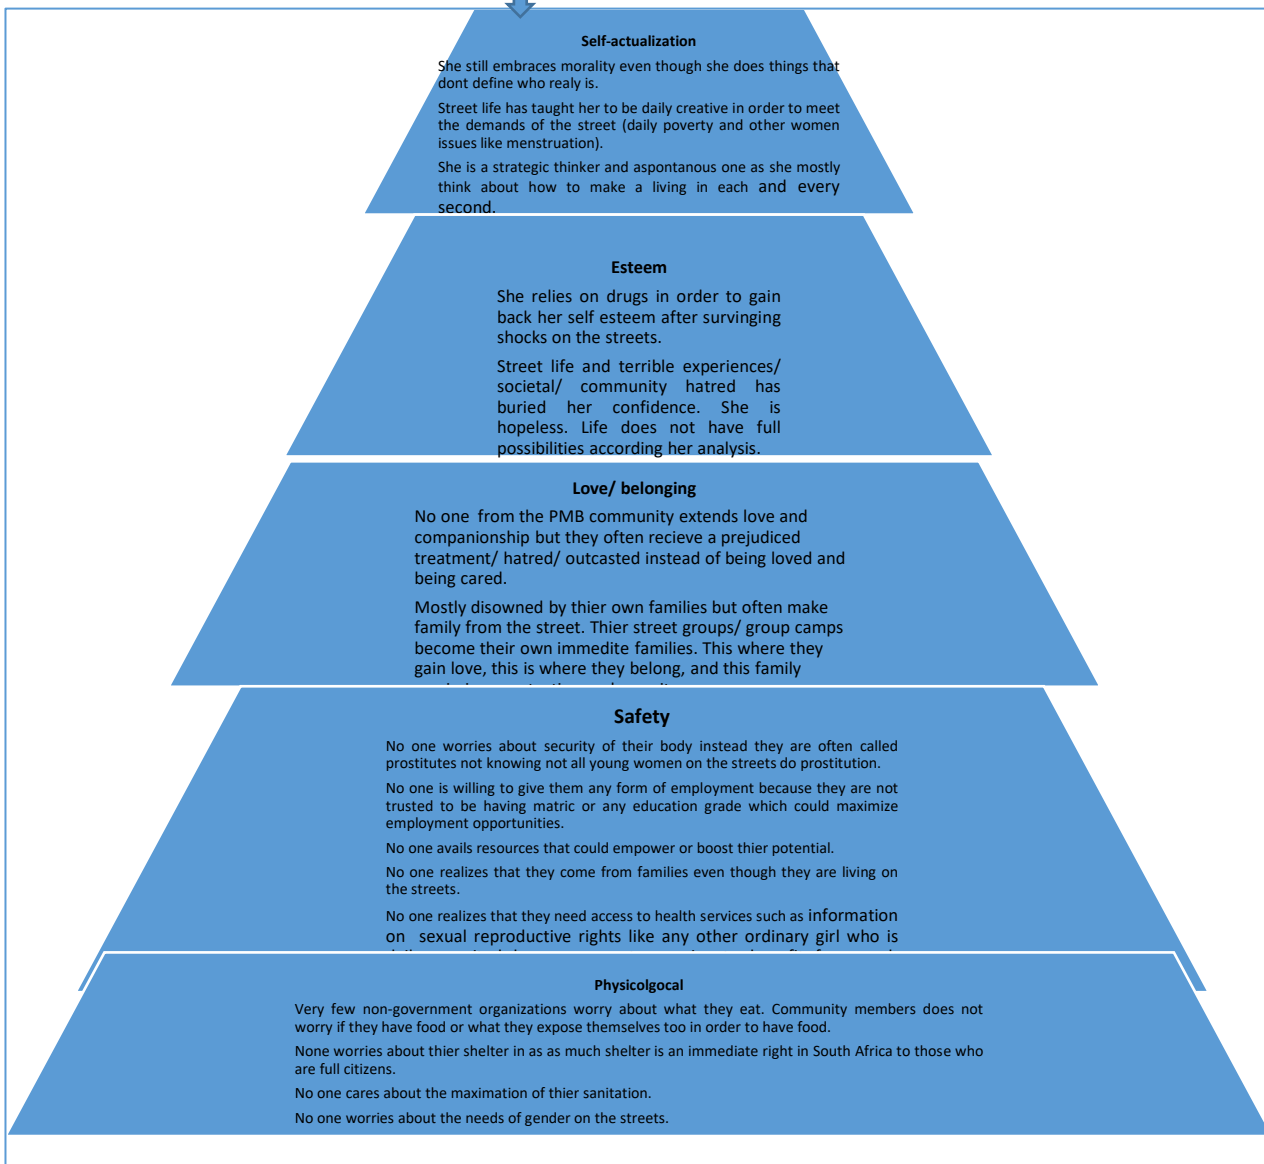 Self-actualization
She still embraces morality even though she does things that
dont define who realy is.
Street life has taught her to be daily creative in order to meet
the demands of the street (daily poverty and other women
issues like menstruation).
She is a strategic thinker and aspontanous one as she mostly
think about how to make a living in each and every
second.
Esteem
She relies on drugs in order to gain
back her self esteem after survinging
shocks on the streets.
Street life and terrible experiences/
societal/ community hatred has
buried her confidence. She is
hopeless. Life does not have full
possibilities according her analysis.
Love/ belonging
No one from the PMB community extends love and
companionship but they often recieve a prejudiced
treatment/ hatred/ outcasted instead of being loved and
being cared.
Mostly disowned by thier own families but often make
family from the street. Thier street groups/ group camps
become their own immedite families. This where they
gain love, this is where they belong, and this family
Safety
No one worries about security of their body instead they are often called
prostitutes not knowing not all young women on the streets do prostitution.
No one is willing to give them any form of employment because they are not
trusted to be having matric or any education grade which could maximize
employment opportunities.
No one avails resources that could empower or boost thier potential.
No one realizes that they come from families even though they are living on
the streets.
No one realizes that they need access to health services such as information
on sexual reproductive rights like any other ordinary girl who is
Physicolgocal
Very few non-government organizations worry about what they eat. Community members does not
worry if they have food or what they expose themselves too in order to have food.
None worries about thier shelter in as as much shelter is an immediate right in South Africa to those who
are full citizens.
No one cares about the maximation of thier sanitation.
No one worries about the needs of gender on the streets.